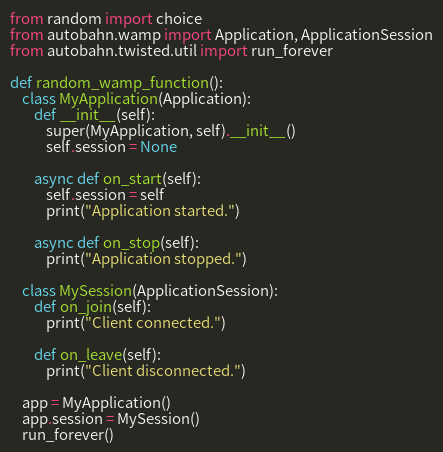 from random import choice
from autobahn.wamp import Application, ApplicationSession
from autobahn.twisted.util import run_forever

def random_wamp_function():
    class MyApplication(Application):
        def __init__(self):
            super(MyApplication, self).__init__()
            self.session = None

        async def on_start(self):
            self.session = self
            print("Application started.")

        async def on_stop(self):
            print("Application stopped.")

    class MySession(ApplicationSession):
        def on_join(self):
            print("Client connected.")

        def on_leave(self):
            print("Client disconnected.")

    app = MyApplication()
    app.session = MySession()
    run_forever()